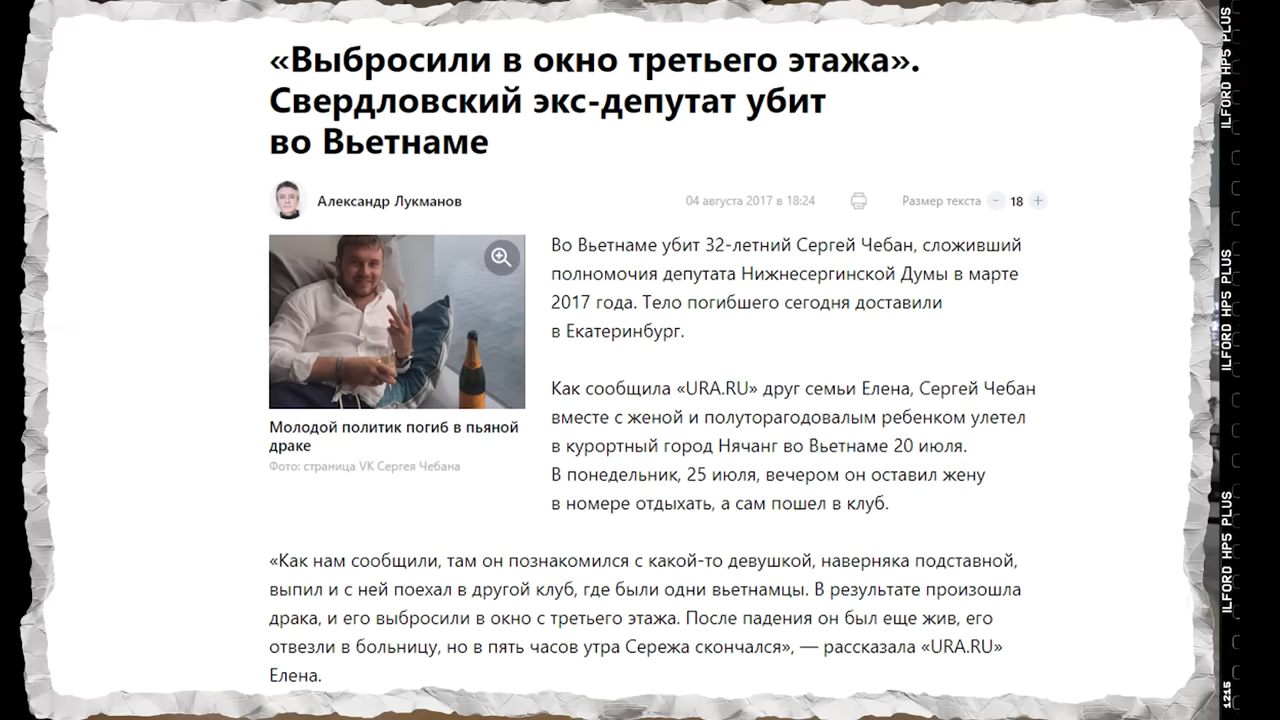 «Выбросили в окно третьего этажа».
Свердловский экс-депутат убит
во Вьетнаме
Александр Лукманов
04 августа 2017 в 18:24
Размер текста - 18 +
Во Вьетнаме убит 32-летний Сергей Чебан, сложивший
полномочия депутата Нижнесергинской Думы в марте
2017 года. Тело погибшего сегодня доставили
в Екатеринбург.
Как сообщила «URA.RU» друг семьи Елена, Сергей Чебан
вместе с женой и полуторагодовалым ребенком улетел
в курортный город Нячанг во Вьетнаме 20 июля.
В понедельник, 25 июля, вечером он оставил жену
в номере отдыхать, а сам пошел в клуб.
Молодой политик погиб в пьяной
драке
Фото: страница VK Сергея Чебана
«Как нам сообщили, там он познакомился с какой-то девушкой, наверняка подставной,
выпил и с ней поехал в другой клуб, где были одни вьетнамцы. В результате произошла
драка, и его выбросили в окно с третьего этажа. После падения он был еще жив, его
отвезли в больницу, но в пять часов утра Сережа скончался», — рассказала «URA.RU»
Елена.
ILFORD HP5 PLUS
ILFORD HP5 PLUS
ILFORD HP5 PLUS
1215